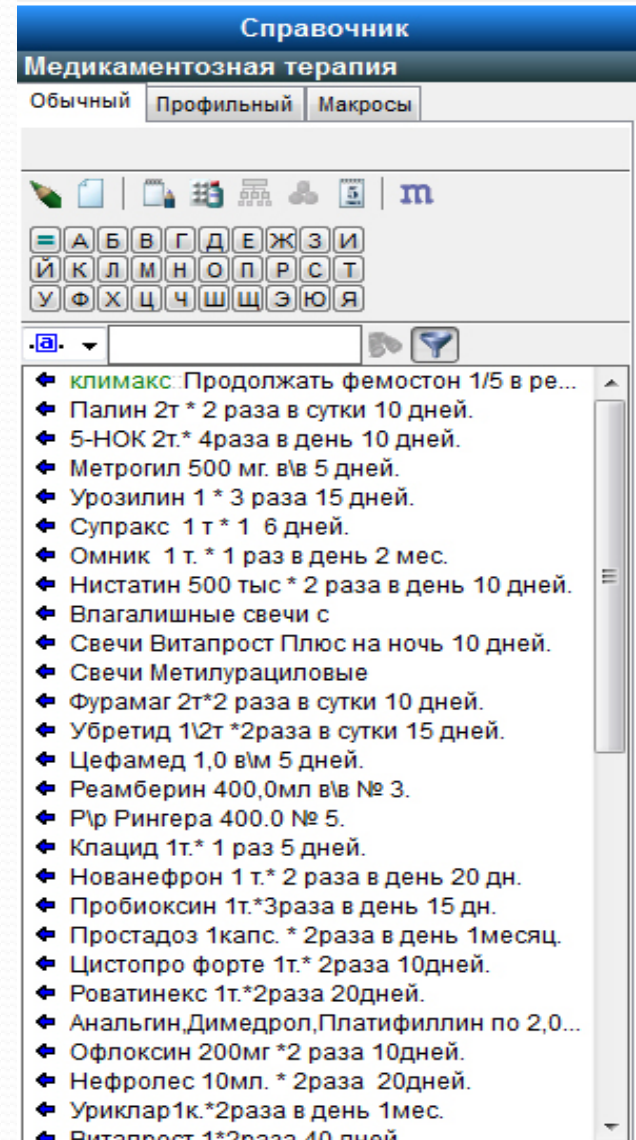 Справочник
Медикаментозная терапия
Обычный Профильный Макросы
5 m
= А Б В Г Д Е Ж З И
Й К Л М Н О П Р С Т
У Ф Х Ц Ч Ш Щ Э Ю Я
.а.
климакс::Продолжать фемостон 1/5 в ре...
Палин 2т * 2 раза в сутки 10 дней.
5-НОК 2т.* 4раза в день 10 дней.
Метрогил 500 мг. в\в 5 дней.
Урозилин 1 * 3 раза 15 дней.
Супракс 1 т * 1 6 дней.
Омник 1 т. * 1 раз в день 2 мес.
Нистатин 500 тыс * 2 раза в день 10 дней.
Влагалишные свечи с
Свечи Витапрост Плюс на ночь 10 дней.
Свечи Метилурациловые
Фурамаг 2т*2 раза в сутки 10 дней.
Убретид 1\2т *2раза в сутки 15 дней.
Цефамед 1,0 в\м 5 дней.
Реамберин 400,0мл в\в № 3.
Р\р Рингера 400.0 № 5.
Клацид 1т.* 1 раз 5 дней.
Нованефрон 1 т.* 2 раза в день 20 дн.
Пробиоксин 1т.*3раза в день 15 дн.
Простадоз 1капс. * 2раза в день 1месяц.
Цистопро форте 1т.* 2раза 10дней.
Роватинекс 1т.*2раза 20дней.
Анальгин,Димедрол,Платифиллин по 2,0...
Офлоксин 200мг *2 раза 10дней.
Нефролес 10мл. * 2раза 20дней.
Уриклар1к.*2раза в день 1мес.
Витапрост 1*2раза 40 дней